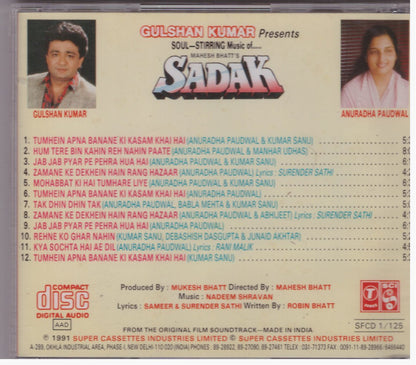 GULSHAN KUMAR Presents
SOUL–STIRRING Music of.....
MAHESH BHATT'S
SADAK
GULSHAN KUMAR
ANURADHA PAUDWAL
1. TUMHEIN APNA BANANE KI KASAM KHAI HAI (ANURADHA PAUDWAL & KUMAR SANU)
2. HUM TERE BIN KAHIN REH NAHIN PAATE (ANURADHA PAUDWAL & MANHAR UDHAS)
3. JAB JAB PYAR PE PEHRA HUA HAI (ANURADHA PAUDWAL & KUMAR SANU)
4. ZAMANE KE DEKHEIN HAIN RANG HAZAAR (ANURADHA PAUDWAL) Lyrics : SURENDER SATHI
5. MOHABBAT KI HAI TUMHARE LIYE (ANURADHA PAUDWAL & KUMAR SANU)
6. TUMHEIN APNA BANANE KI KASAM KHAI HAI (ANURADHA PAUDWAL)
7. TAK DHIN DHIN TAK (ANURADHA PAUDWAL, BABLA MEHTA & KUMAR SANU)
8. ZAMANE KE DEKHEIN HAIN RANG HAZAAR (ANURADHA PAUDWAL & ABHIJEET) Lyrics : SURENDER SATHI
9. JAB JAB PYAR PE PEHRA HUA HAI (ANURADHA PAUDWAL)
10. REHNE KO GHAR NAHIN (KUMAR SANU, DEBASHISH DASGUPTA & JUNAID AKHTAR)
11. KYA SOCHTA HAI AE DIL (ANURADHA PAUDWAL) Lyrics : RANI MALIK
12. TUMHEIN APNA BANANE KI KASAM KHAI HAI (KUMAR SANU)
COMPACT
disc
DIGITAL AUDIO
AAD
Produced By : MUKESH BHATT Directed By : MAHESH BHATT
Music : NADEEM SHRAVAN
Lyrics : SAMEER & SURENDER SATHI Written By : ROBIN BHATT
T
SCI
SFCD 1/125
FROM THE ORIGINAL FILM SOUNDTRACK—MADE IN INDIA
℗ 1991 SUPER CASSETTES INDUSTRIES LIMITED © SUPER CASSETTES INDUSTRIES LIMITED